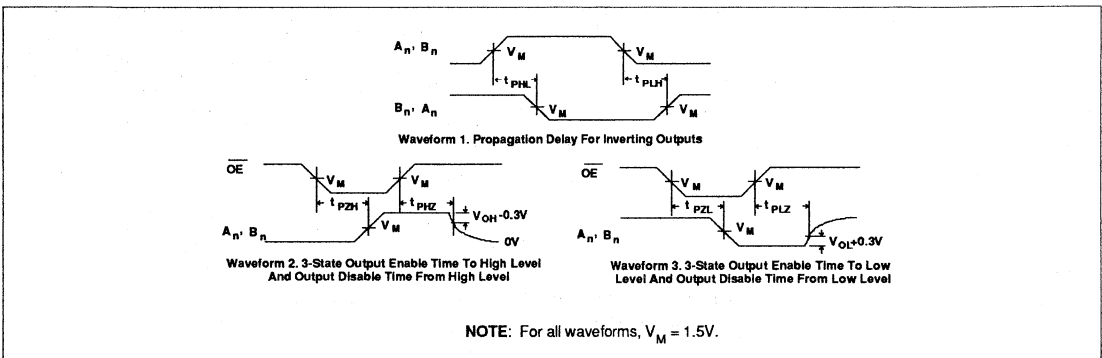 Aₙ, Bₙ
V_M
V_M
t_PHL
t_PLH
Bₙ, Aₙ
V_M
V_M
Waveform 1. Propagation Delay For Inverting Outputs
O̅E̅
V_M
V_M
t_PZH
t_PHZ
V_OH-0.3V
Aₙ, Bₙ
V_M
0V
Waveform 2. 3-State Output Enable Time To High Level
And Output Disable Time From High Level
O̅E̅
V_M
V_M
t_PZL
t_PLZ
Aₙ, Bₙ
V_M
V_OL+0.3V
Waveform 3. 3-State Output Enable Time To Low
Level And Output Disable Time From Low Level
NOTE: For all waveforms, V_M = 1.5V.